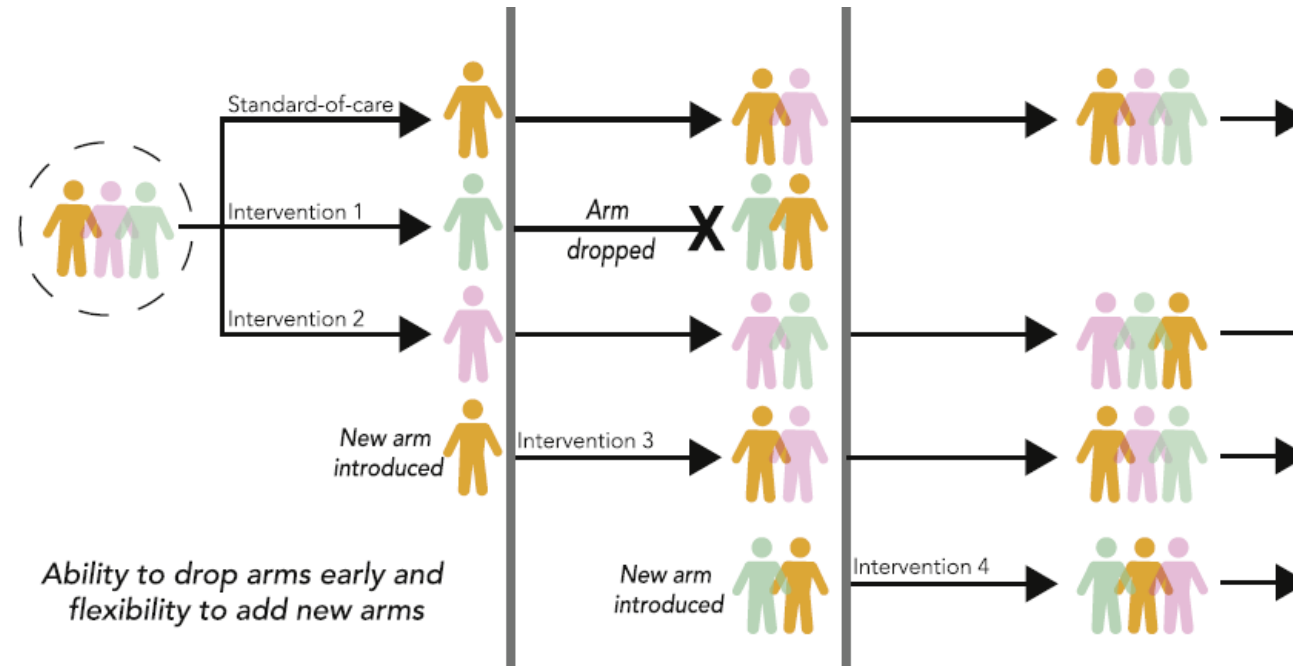 Standard-of-care
Intervention 1
Arm
dropped
X
Intervention 2
New arm
introduced
Intervention 3
Ability to drop arms early and
flexibility to add new arms
New arm
introduced
Intervention 4